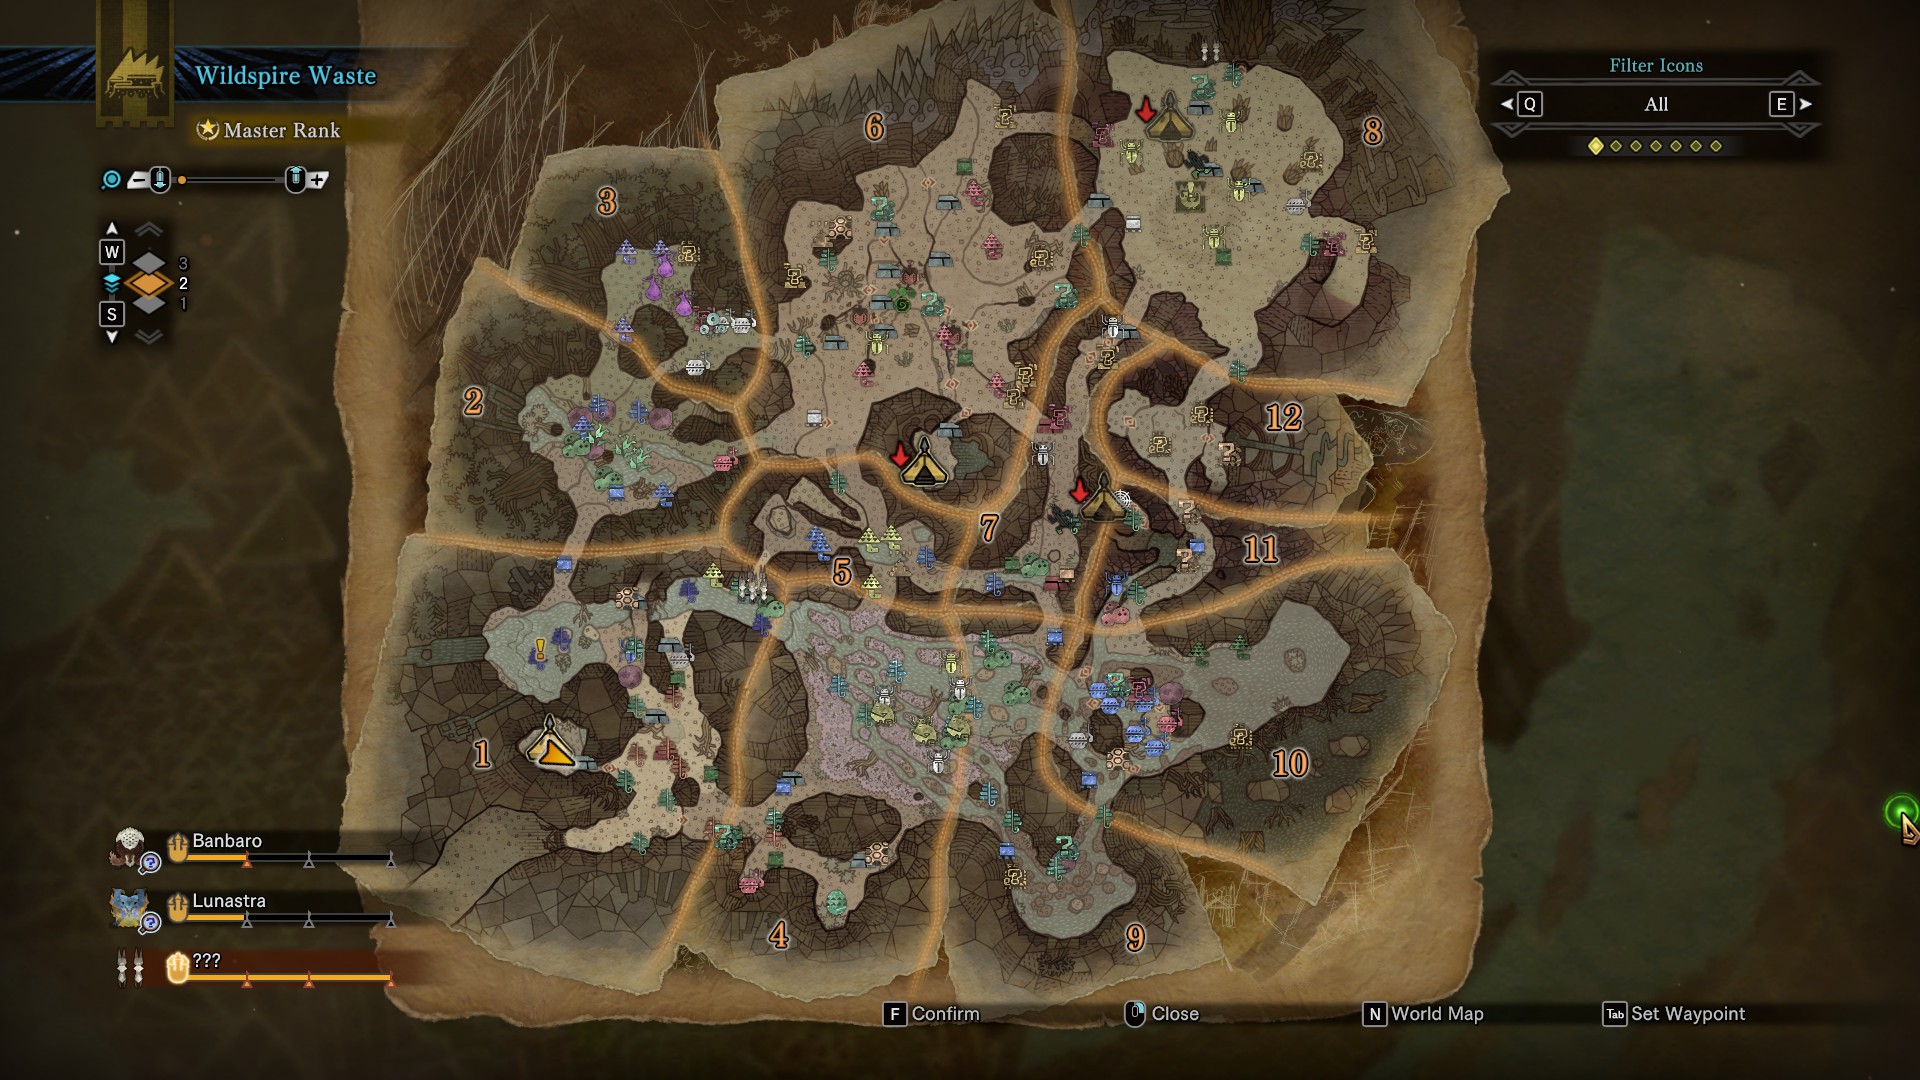 Wildspire Waste
Master Rank
Filter Icons
Q All E
W
3
2
1
S
6
8
3
2
12
7
11
5
1
10
4
9
Banbaro
Lunastra
???
F Confirm
Close
N World Map
Tab Set Waypoint